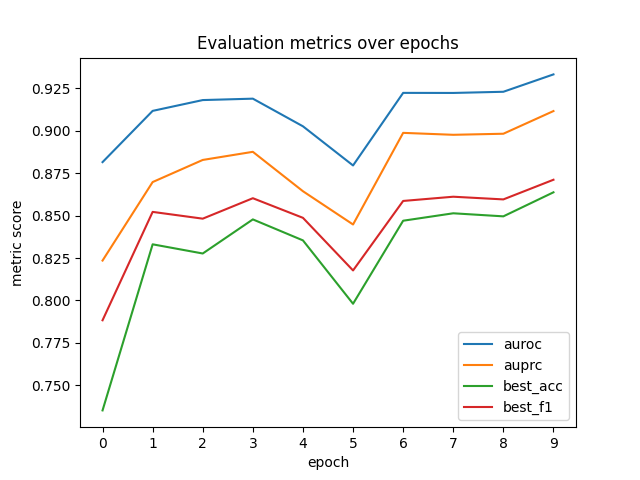 Evaluation metrics over epochs
metric score
0.925
0.900
0.875
0.850
0.825
0.800
0.775
0.750
auroc
auprc
best_acc
best_f1
0 1 2 3 4 5 6 7 8 9
epoch